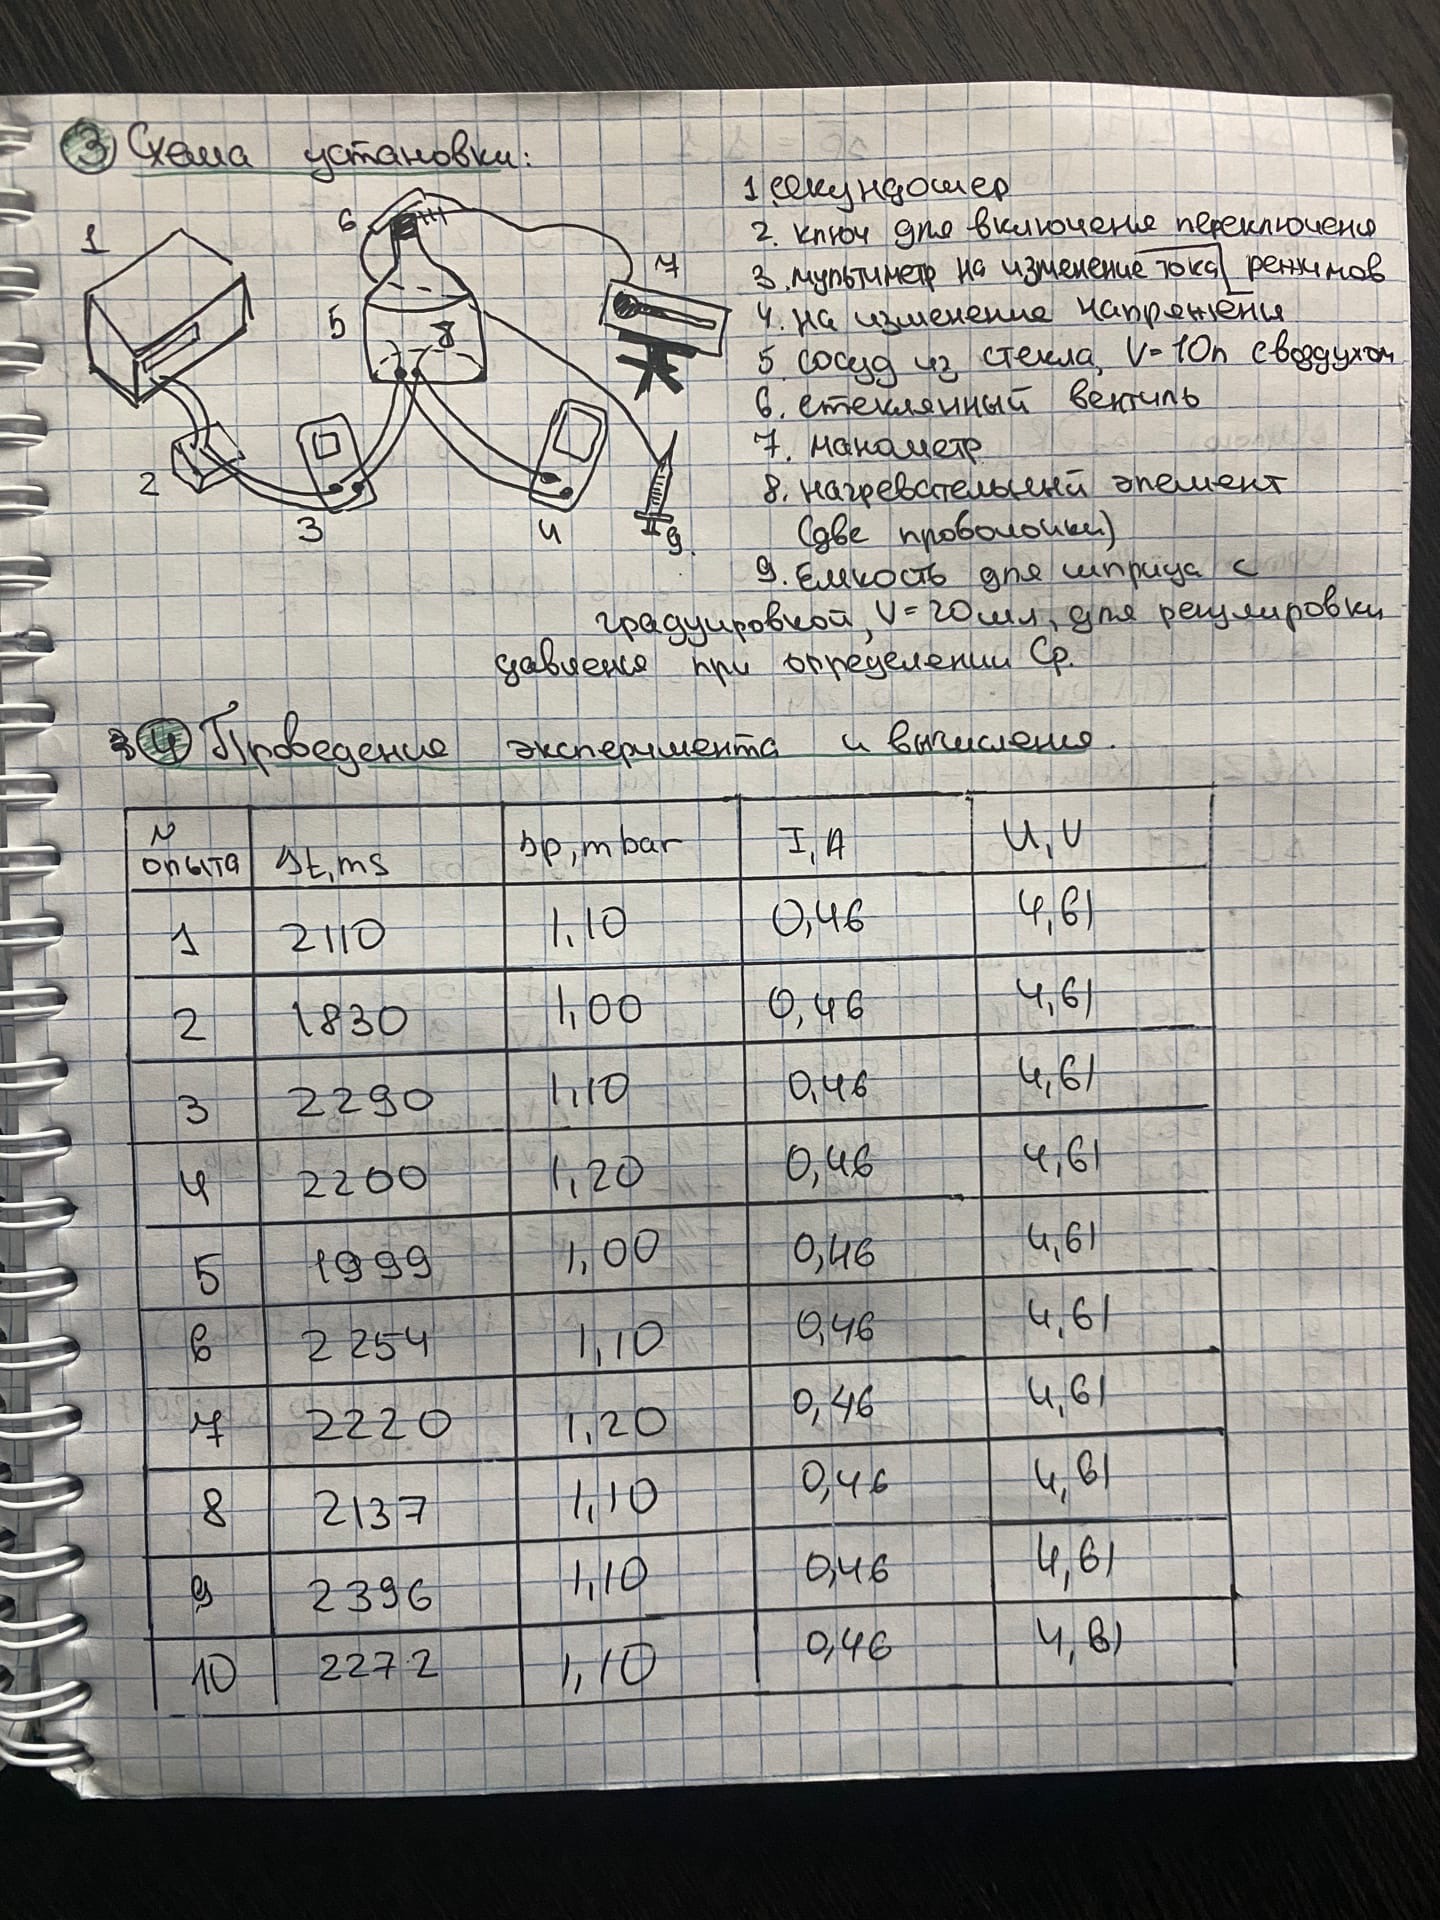 3 Схема установки:
1 секундомер
2. ключ для включение переключения
3. мультиметр на изменение тока режимов
4. на изменение напряжения
5 сосуд из стекла, V=10л с воздухом
6. стеклянный вентиль
7. манометр
8. нагревательный элемент
(две проволочки)
9. Емкость для шприца с
градуировкой, V=20мл, для регулировки
давления при определении Cp.
1
2
3
4
5
6
7
8
9.
4 Проведение эксперимента и вычисления.
N опыта Δt, ms Δp, mbar I, A U, V
1 2110 1,10 0,46 4,61
2 1830 1,00 0,46 4,61
3 2290 1,10 0,46 4,61
4 2200 1,20 0,46 4,61
5 1999 1,00 0,46 4,61
6 2254 1,10 0,46 4,61
7 2220 1,20 0,46 4,61
8 2137 1,10 0,46 4,61
9 2396 1,10 0,46 4,61
10 2272 1,10 0,46 4,61